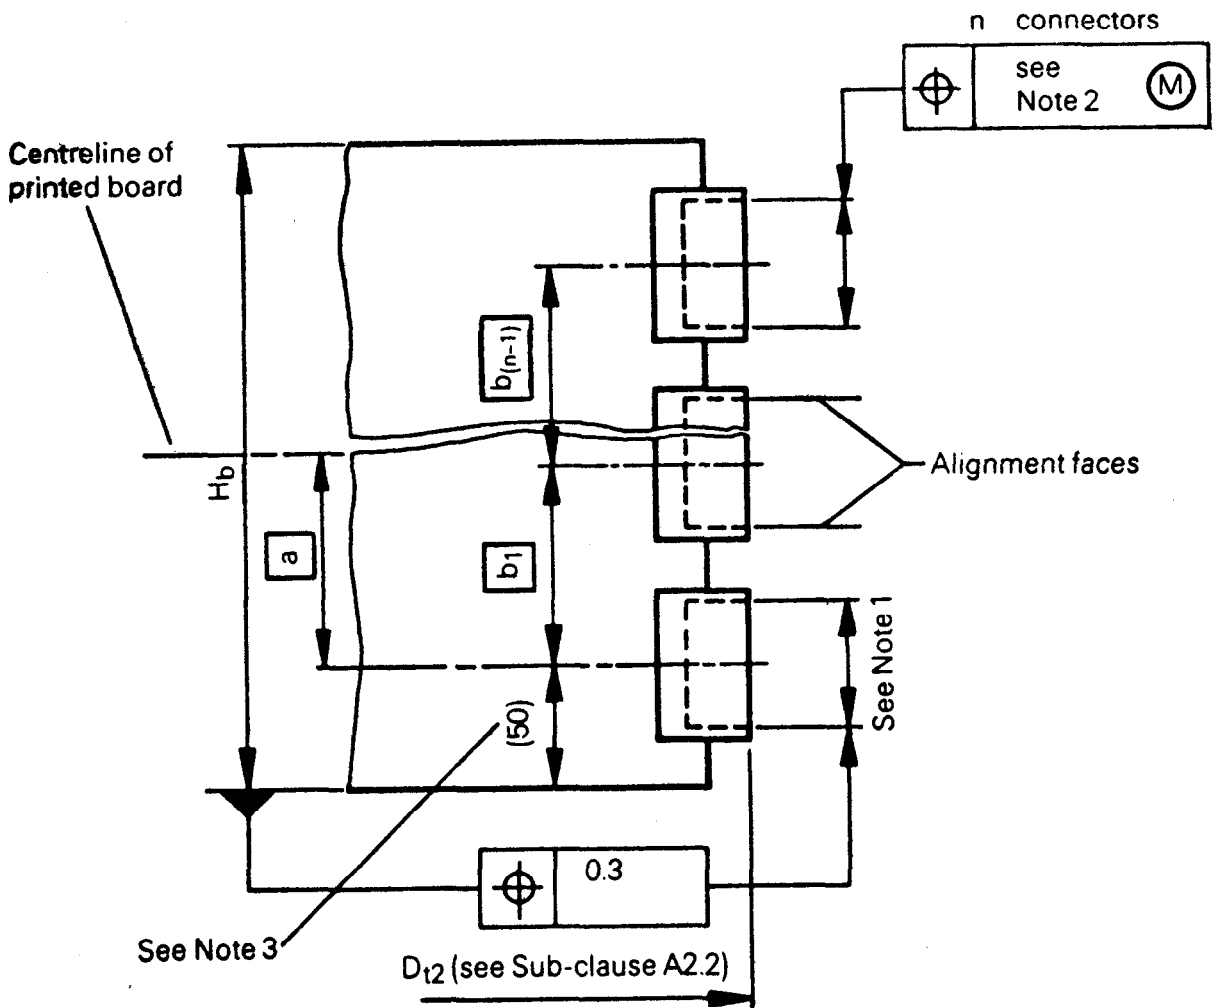 n connectors
see
Note 2 Ⓜ
Centreline of
printed board
b(n-1)
Hb
Alignment faces
a
b1
See Note 1
(50)
0.3
See Note 3
Dt2 (see Sub-clause A2.2)